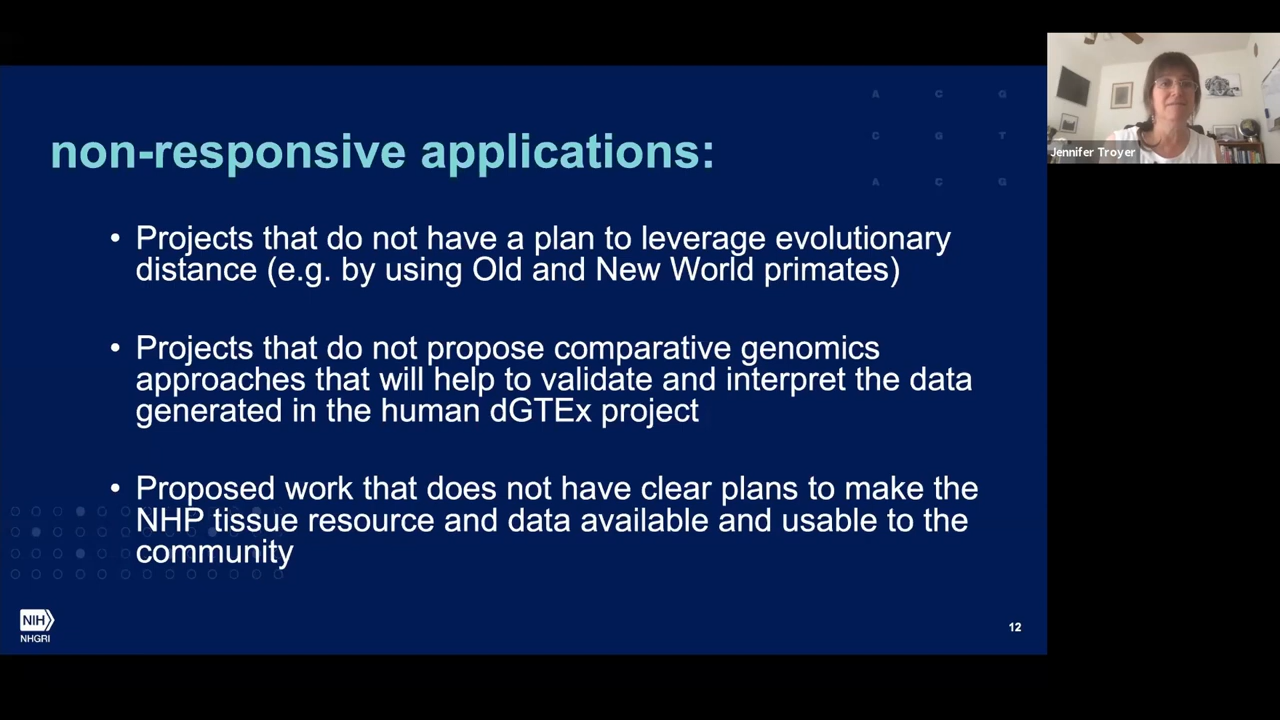 A C G
C G T
A C G
non-responsive applications:
• Projects that do not have a plan to leverage evolutionary
distance (e.g. by using Old and New World primates)
• Projects that do not propose comparative genomics
approaches that will help to validate and interpret the data
generated in the human dGTEx project
• Proposed work that does not have clear plans to make the
NHP tissue resource and data available and usable to the
community
NIH
NHGRI
12
Jennifer Troyer